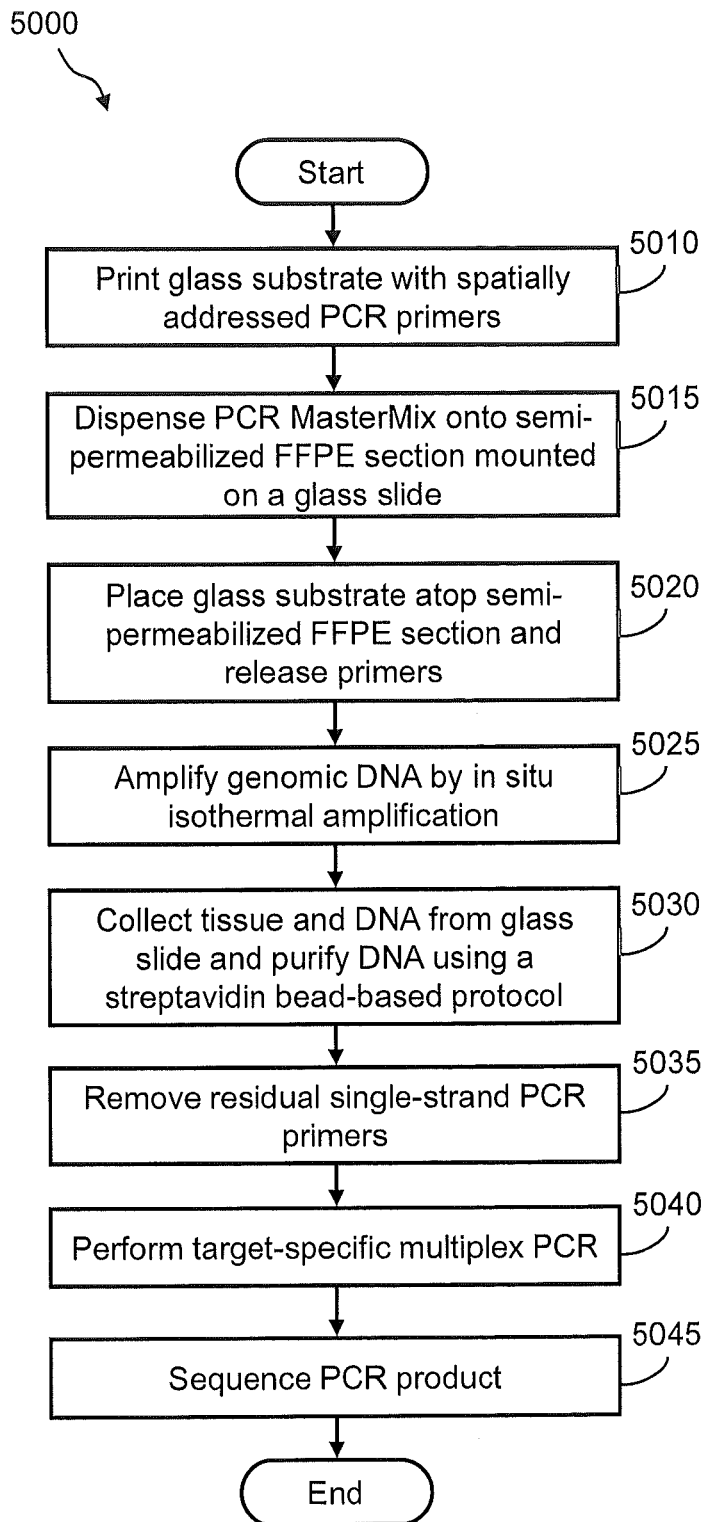 5000
Start
5010
Print glass substrate with spatially
addressed PCR primers
5015
Dispense PCR MasterMix onto semi-
permeabilized FFPE section mounted
on a glass slide
5020
Place glass substrate atop semi-
permeabilized FFPE section and
release primers
5025
Amplify genomic DNA by in situ
isothermal amplification
5030
Collect tissue and DNA from glass
slide and purify DNA using a
streptavidin bead-based protocol
5035
Remove residual single-strand PCR
primers
5040
Perform target-specific multiplex PCR
5045
Sequence PCR product
End